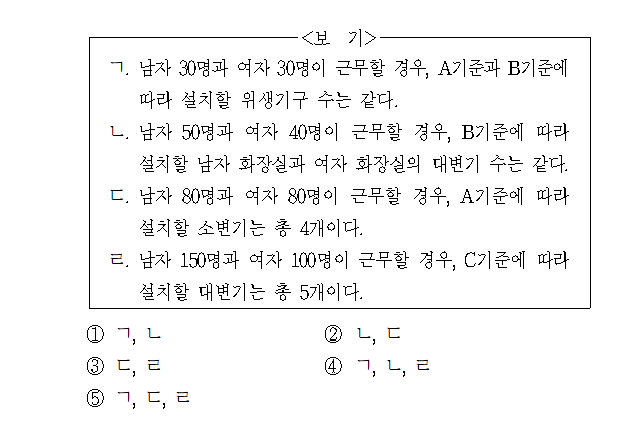 <보 기>
ㄱ. 남자 30명과 여자 30명이 근무할 경우, A기준과 B기준에
따라 설치할 위생기구 수는 같다.
ㄴ. 남자 50명과 여자 40명이 근무할 경우, B기준에 따라
설치할 남자 화장실과 여자 화장실의 대변기 수는 같다.
ㄷ. 남자 80명과 여자 80명이 근무할 경우, A기준에 따라
설치할 소변기는 총 4개이다.
ㄹ. 남자 150명과 여자 100명이 근무할 경우, C기준에 따라
설치할 대변기는 총 5개이다.
① ㄱ, ㄴ ② ㄴ, ㄷ
③ ㄷ, ㄹ ④ ㄱ, ㄴ, ㄹ
⑤ ㄱ, ㄷ, ㄹ